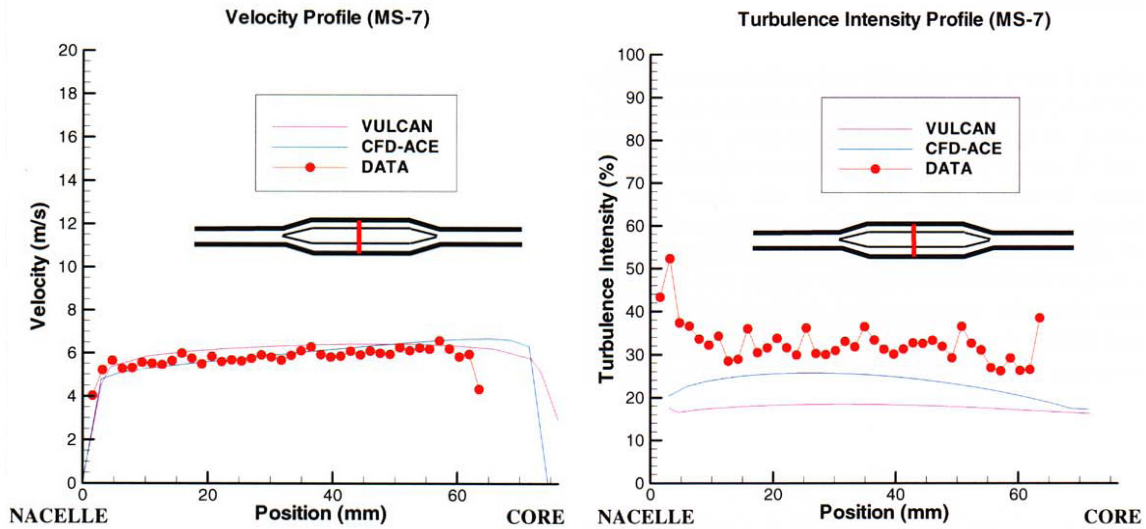 Velocity Profile (MS-7)
20
18
16
14
12
10
8
6
4
2
0
Velocity (m/s)
VULCAN
CFD-ACE
DATA
0
20
40
60
NACELLE
Position (mm)
CORE
Turbulence Intensity Profile (MS-7)
100
90
80
70
60
50
40
30
20
10
0
Turbulence Intensity (%)
VULCAN
CFD-ACE
DATA
0
20
40
60
NACELLE
Position (mm)
CORE